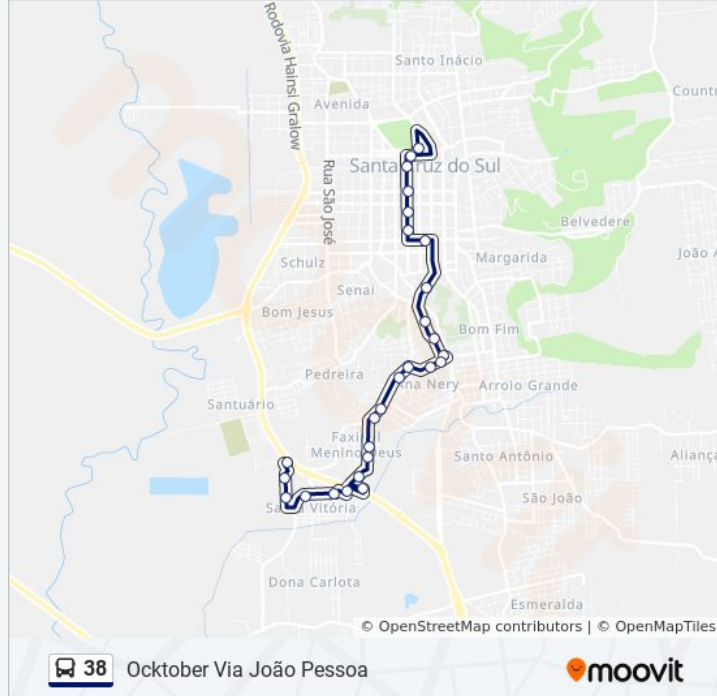 Rodovia Hainsi Gralow
Santo Inácio
Avenida
Countr
Santa Cruz do Sul
Rua São José
Belvedere
João A
Margarida
Schulz
Senai
Bom Jesus
Bom Fim
Pedreira
Ana Nery
Arroio Grande
Santuário
Faxinal
Menino Deus
Santo Antônio
Aliança
São João
Santa Vitória
Dona Carlota
Esmeralda
© OpenStreetMap contributors | © OpenMapTiles
38 Ocktober Via João Pessoa
moovit